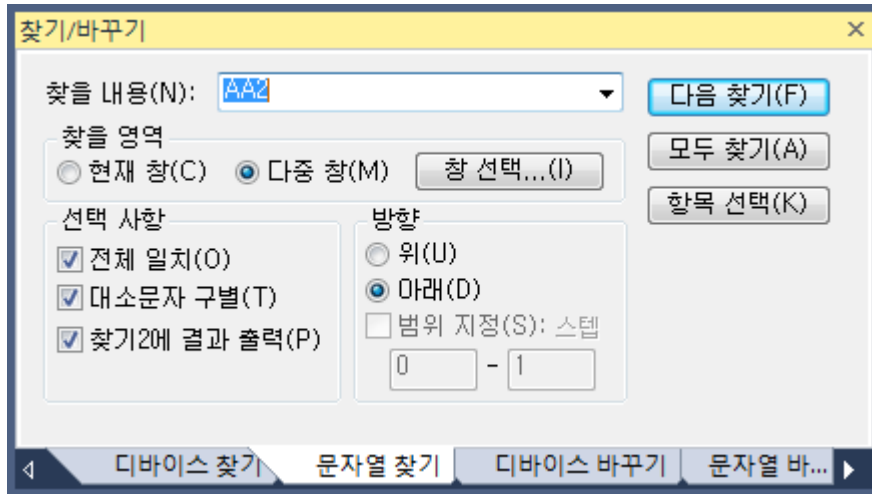 찾기/바꾸기
찾을 내용(N): AA2
다음 찾기(F)
찾을 영역
현재 창(C) 다중 창(M) 창 선택...(I)
모두 찾기(A)
항목 선택(K)
선택 사항
전체 일치(O)
대소문자 구별(T)
찾기2에 결과 출력(P)
방향
위(U)
아래(D)
범위 지정(S): 스텝
0 - 1
디바이스 찾기 문자열 찾기 디바이스 바꾸기 문자열 바...